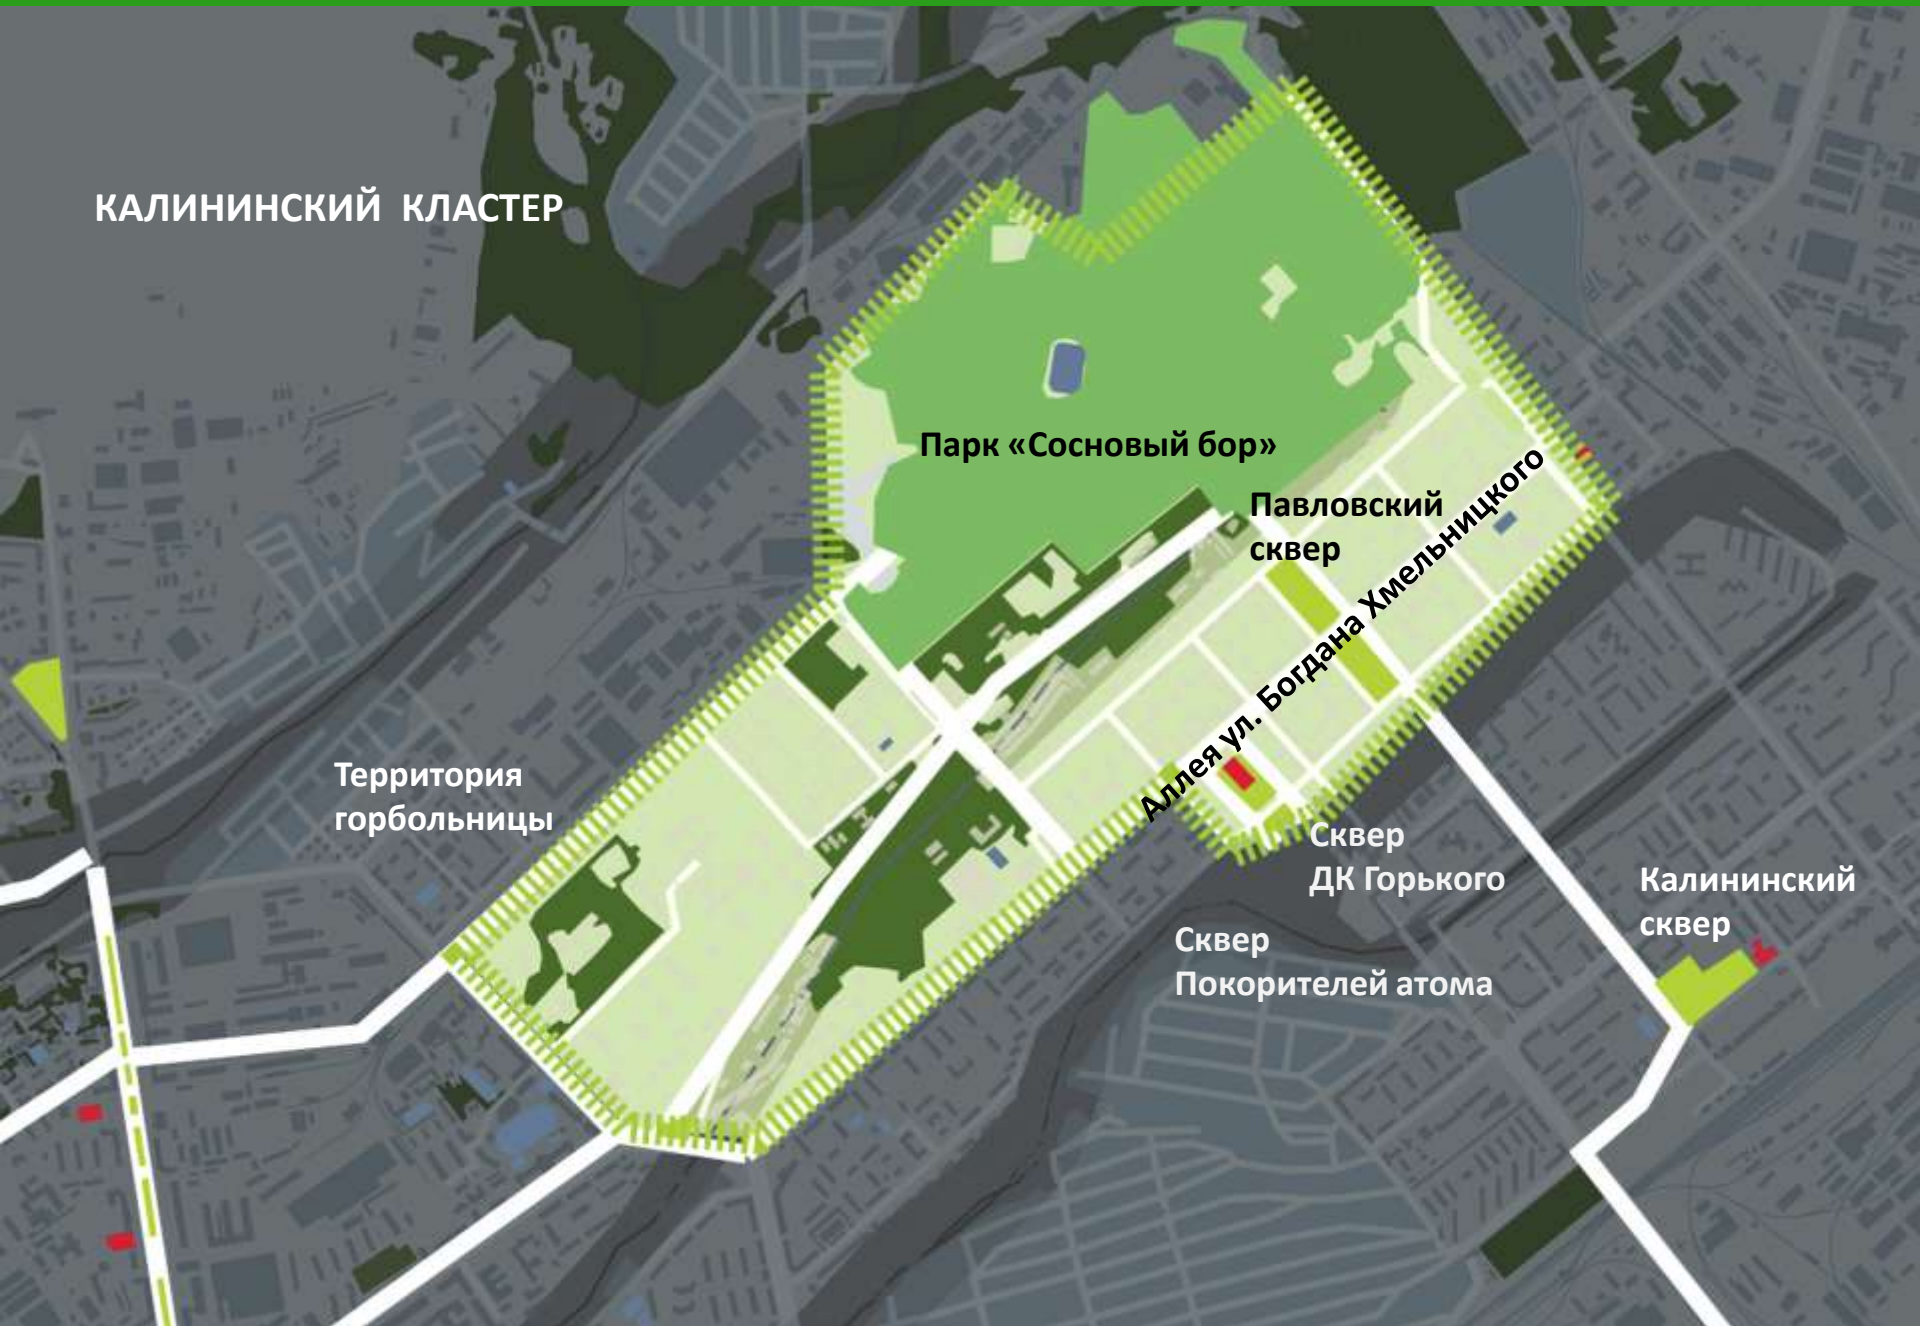 КАЛИНИНСКИЙ КЛАСТЕР
Парк «Сосновый бор»
Павловский
сквер
Аллея ул. Богдана Хмельницкого
Территория
горбольницы
Сквер
ДК Горького
Калининский
сквер
Сквер
Покорителей атома